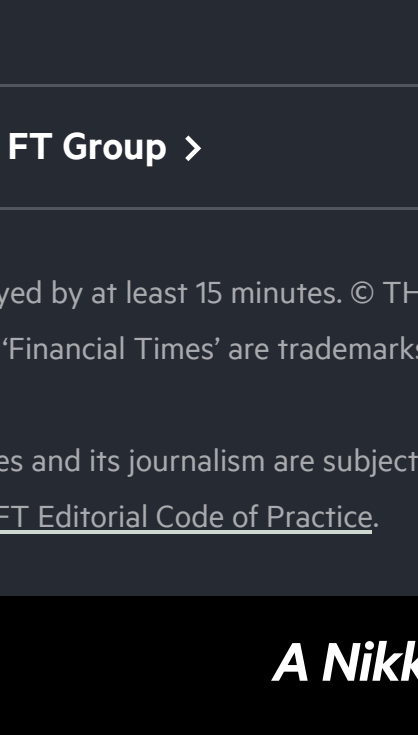 FT Group
yed by at least 15 minutes. © TH
‘Financial Times’ are trademarks
es and its journalism are subject
FT Editorial Code of Practice.
A Nikk